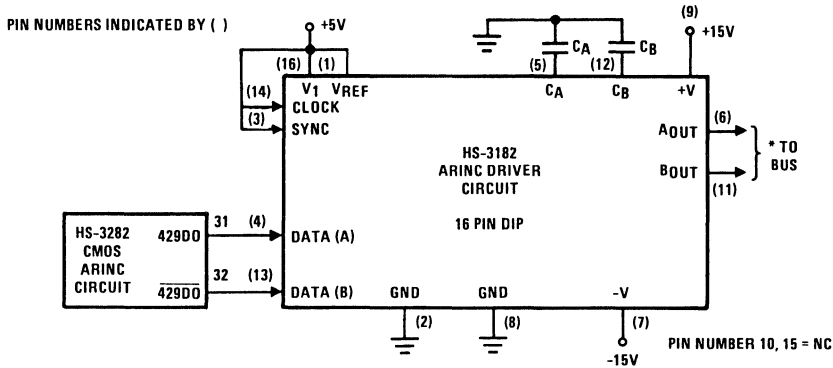 PIN NUMBERS INDICATED BY ( )
+5V
(9)
+15V
(16) (1)
CA
CB
(5)
(12)
V1 VREF
CA
CB
+V
(14)
CLOCK
(3)
SYNC
(6)
AOUT
HS-3182
ARINC DRIVER
CIRCUIT
* TO
BUS
BOUT
(11)
16 PIN DIP
HS-3282
CMOS
ARINC
CIRCUIT
429DO
31 (4)
DATA (A)
32 (13)
429DO
DATA (B)
GND
GND
-V
(2)
(8)
(7)
-15V
PIN NUMBER 10, 15 = NC